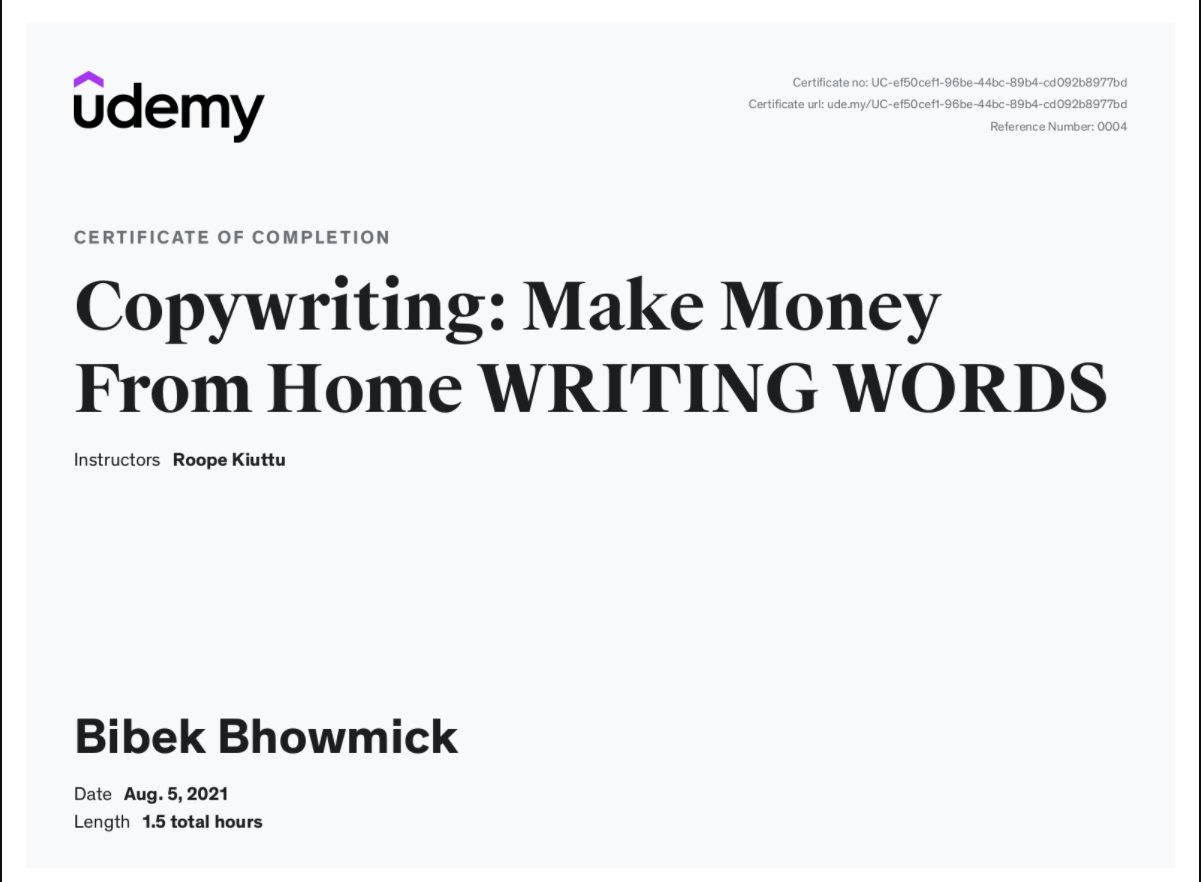 udemy
Certificate no: UC-ef50cef1-96be-44bc-89b4-cd092b8977bd
Certificate url: ude.my/UC-ef50cef1-96be-44bc-89b4-cd092b8977bd
Reference Number: 0004
CERTIFICATE OF COMPLETION
Copywriting: Make Money
From Home WRITING WORDS
Instructors Roope Kiuttu
Bibek Bhowmick
Date Aug. 5, 2021
Length 1.5 total hours